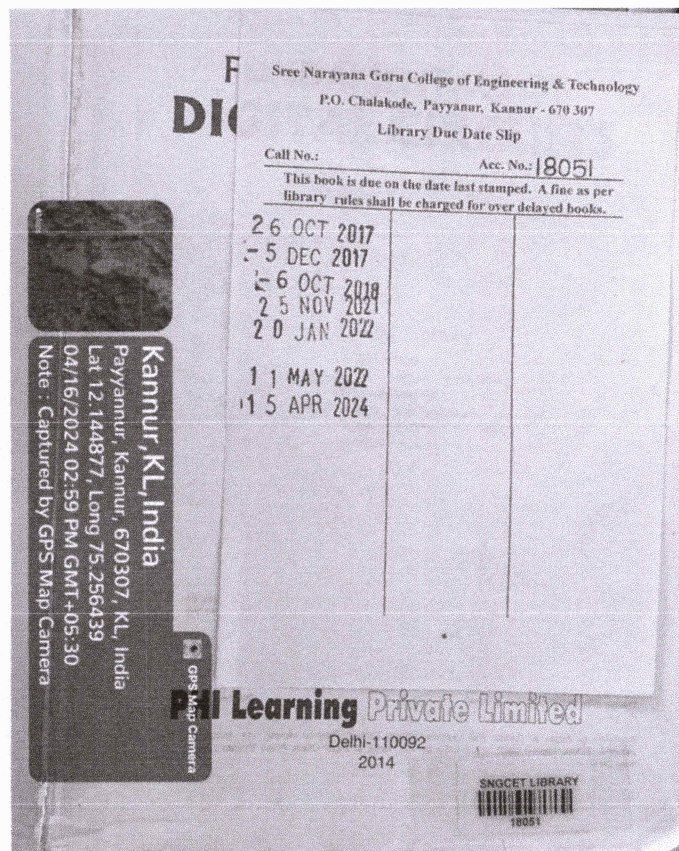 F
DIG
Sree Narayana Guru College of Engineering & Technology
P.O. Chalakode, Payyanur, Kannur - 670 307
Library Due Date Slip
Call No.: Acc. No.: 18051
This book is due on the date last stamped. A fine as per
library rules shall be charged for over delayed books.
26 OCT 2017
-5 DEC 2017
-6 OCT 2018
25 NOV 2021
20 JAN 2022
11 MAY 2022
15 APR 2024
Kannur, KL, India
Payyannur, Kannur, 670307, KL, India
Lat 12.144877, Long 75.256439
04/16/2024 02:59 PM GMT+05:30
Note : Captured by GPS Map Camera
GPS Map Camera
PHI Learning Private Limited
Delhi-110092
2014
SNGCET LIBRARY
18051